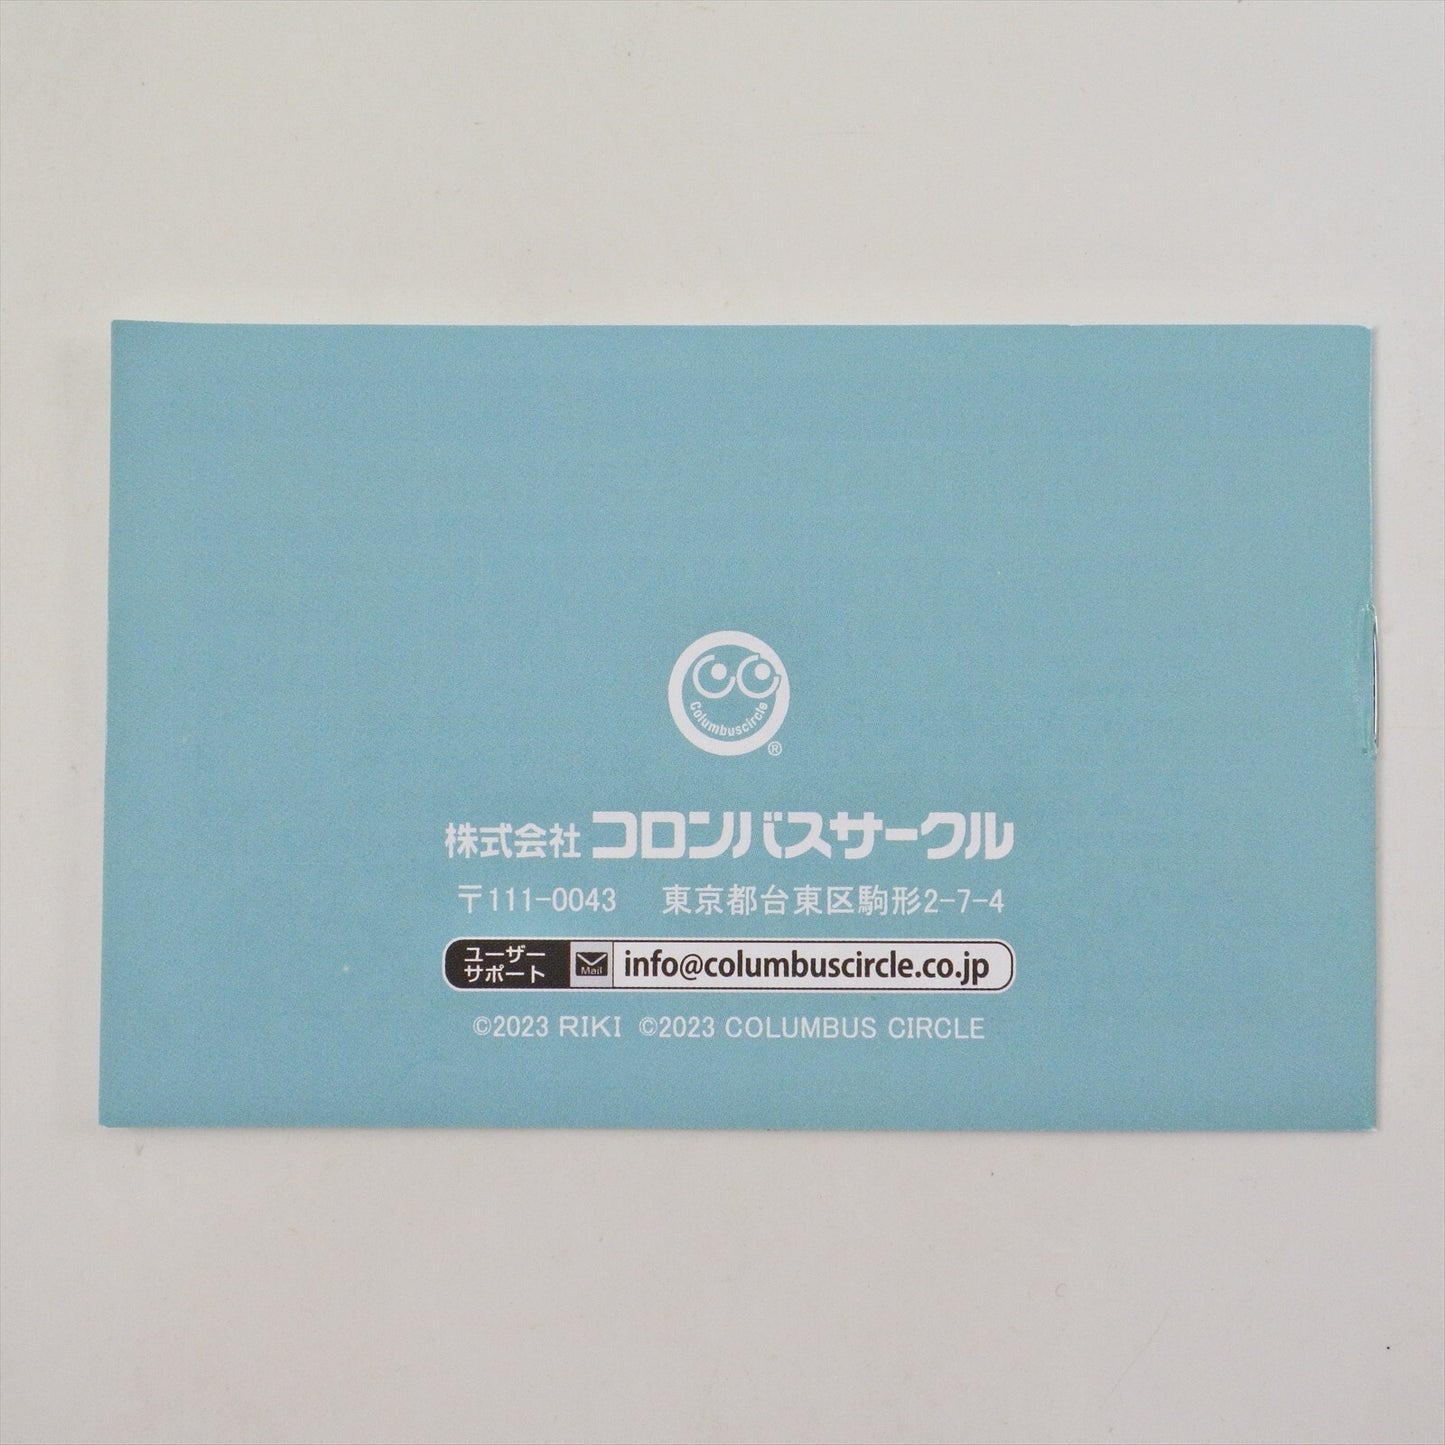 Columbuscircle
®
株式会社 コロンバスサークル
〒111-0043 東京都台東区駒形2-7-4
ユーザー
サポート Mail info@columbuscircle.co.jp
©2023 RIKI ©2023 COLUMBUS CIRCLE